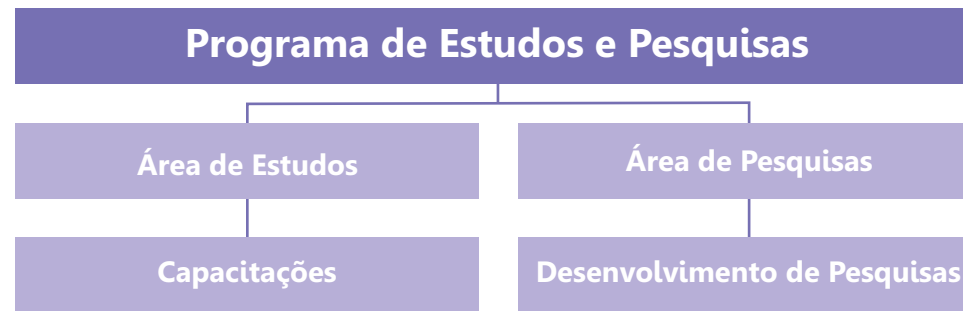 Programa de Estudos e Pesquisas
Área de Estudos
Área de Pesquisas
Capacitações
Desenvolvimento de Pesquisas